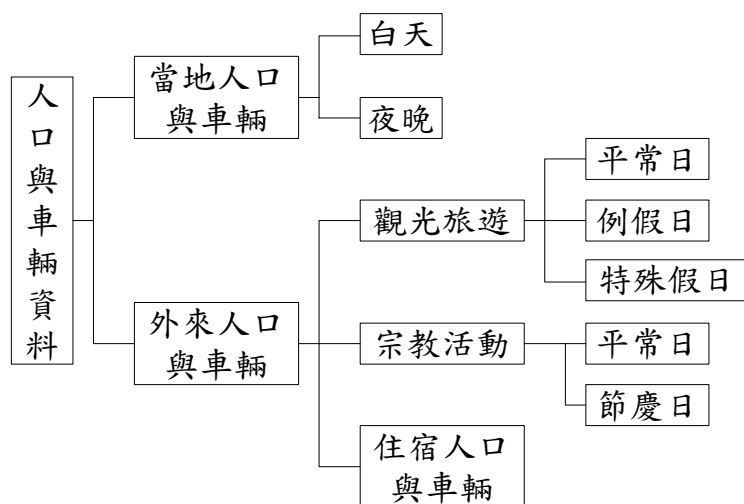 人口與車輛資料
當地人口
與車輛
白天
夜晚
外來人口
與車輛
觀光旅遊
平常日
例假日
特殊假日
宗教活動
平常日
節慶日
住宿人口
與車輛